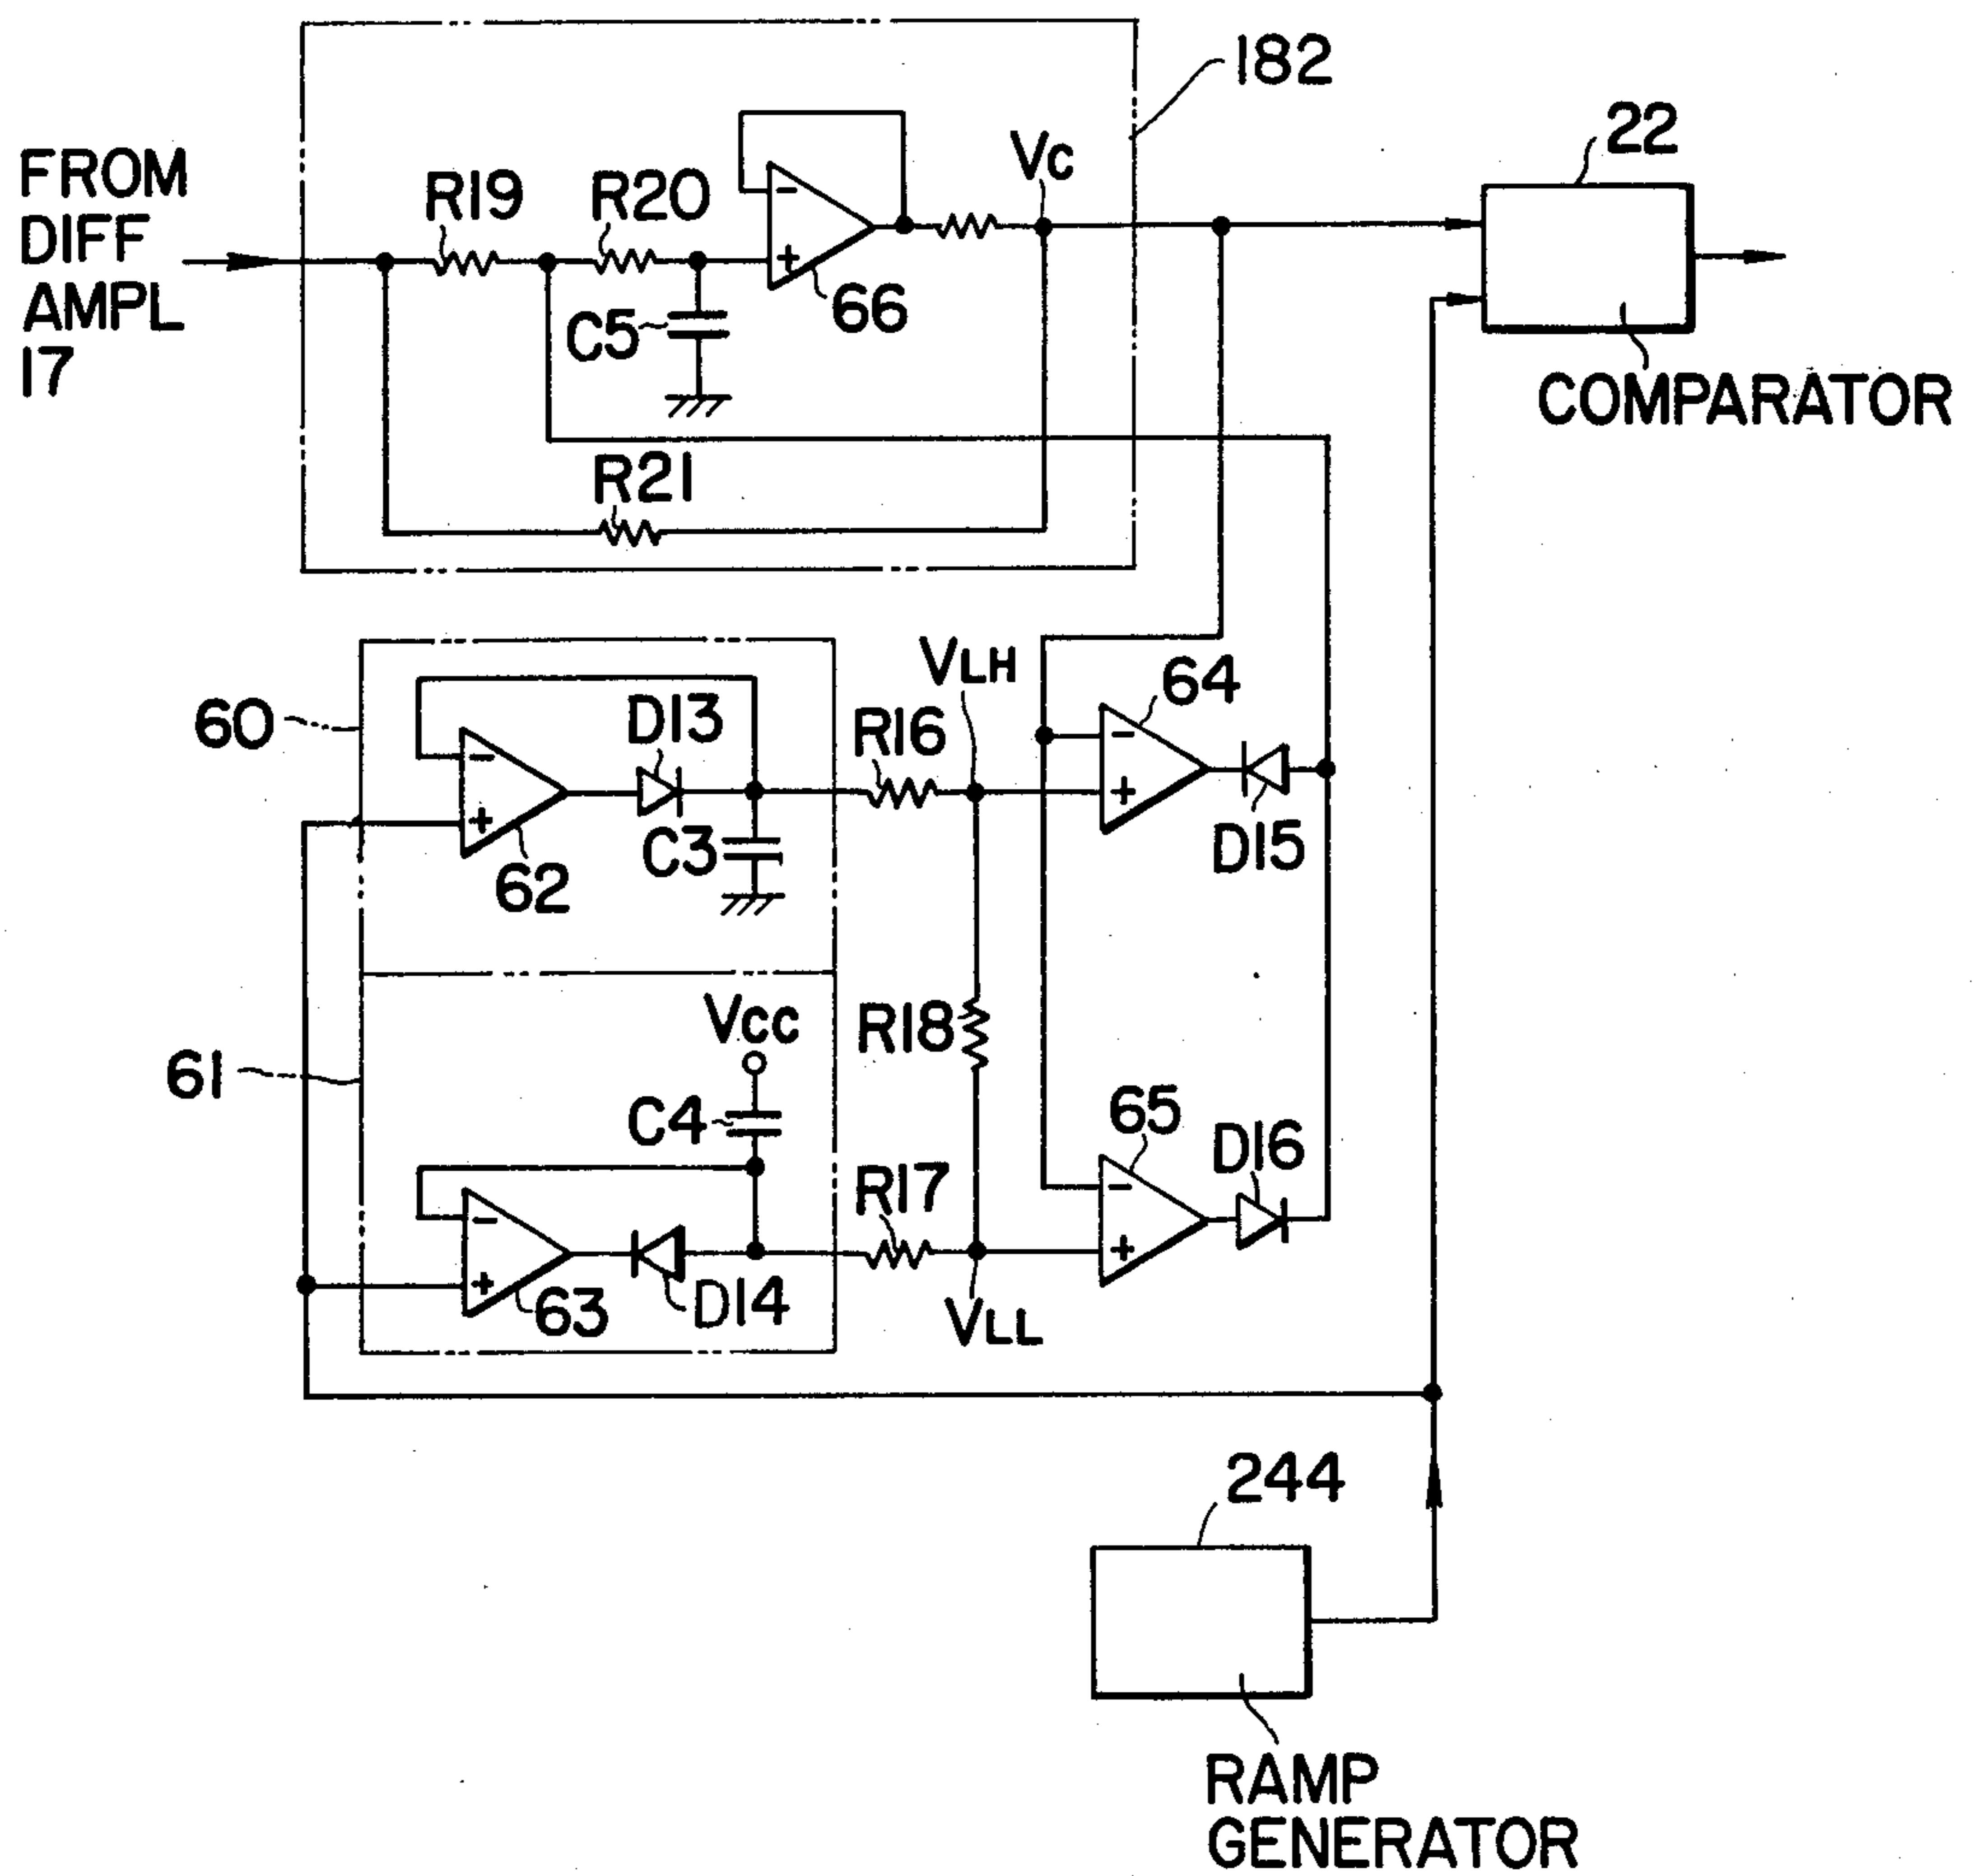 182
22
FROM
DIFF
AMPL
17
R19
R20
VC
-
+
66
C5
COMPARATOR
R21
VLH
64
60
D13
R16
-
+
-
+
62
C3
D15
VCC
R18
61
C4
65
D16
R17
-
+
-
+
63
D14
VLL
244
RAMP
GENERATOR